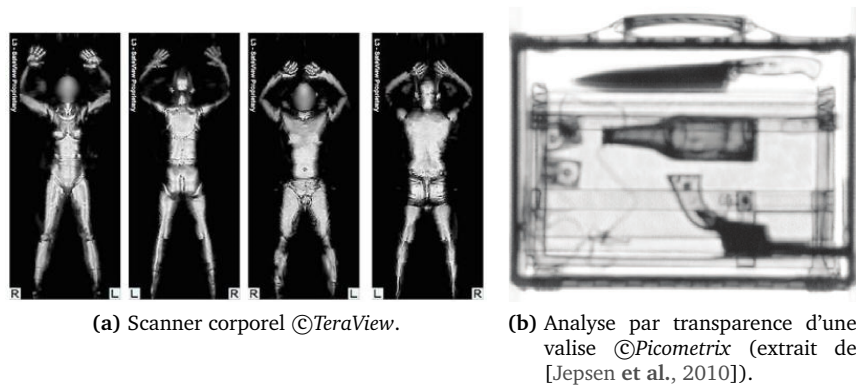 L3 - SafeView Proprietary
L3 - SafeView Proprietary
L3 - SafeView Proprietary
L3 - SafeView Proprietary
R L
L R
R L
L R
(a) Scanner corporel ©TeraView.
(b) Analyse par transparence d'une
valise ©Picometrix (extrait de
[Jepsen et al., 2010]).